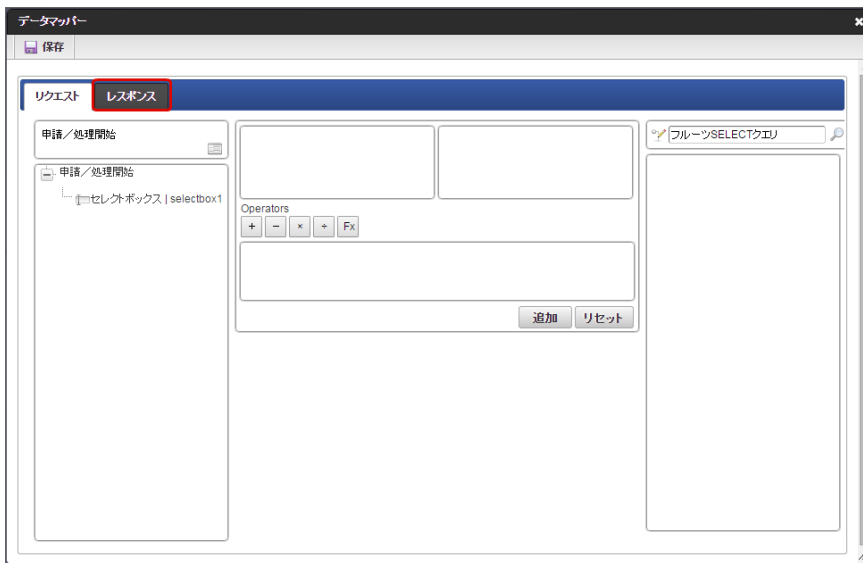 データマッパー
保存
リクエスト レスポンス
申請／処理開始
フルーツSELECTクエリ
申請／処理開始
セレクトボックス | selectbox1
Operators
+ − × ÷ Fx
追加 リセット